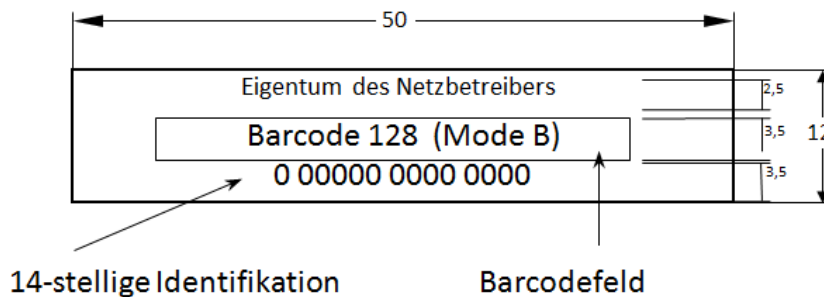 50
Eigentum des Netzbetreibers
2,5
Barcode 128 (Mode B)
3,5
12
0 00000 0000 0000
3,5
14-stellige Identifikation
Barcodefeld